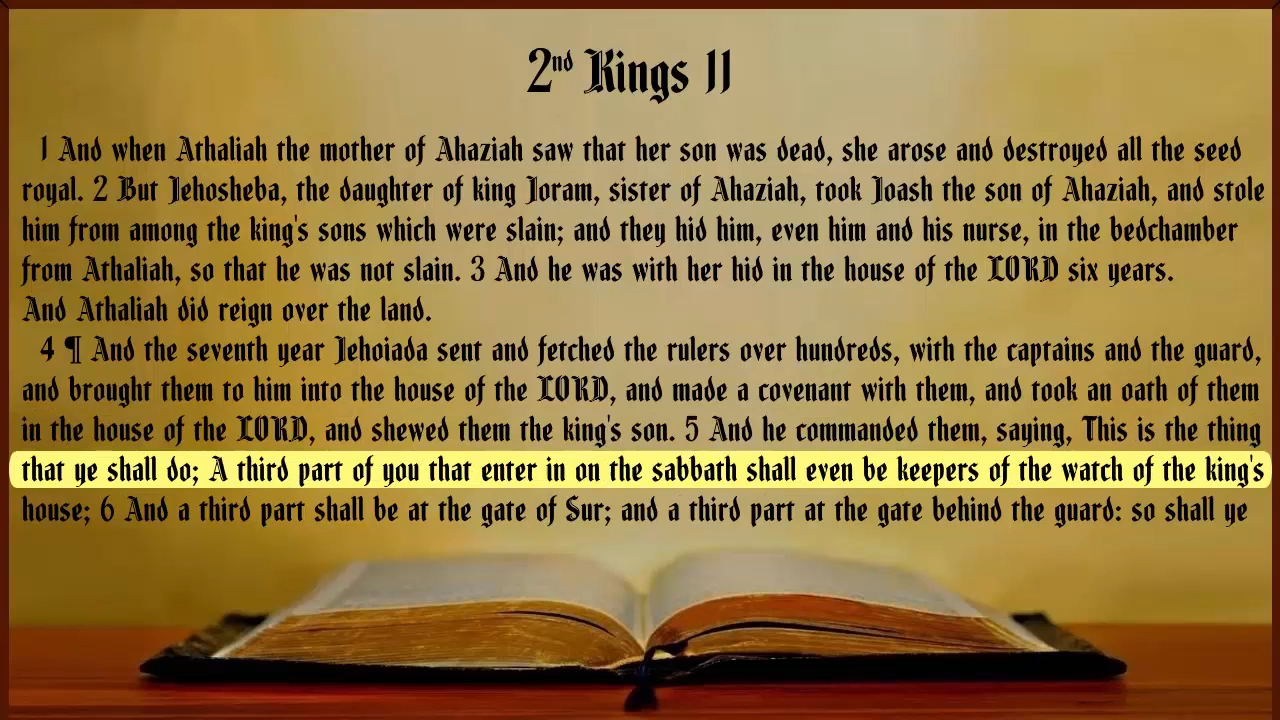 2nd Kings 11
1 And when Athaliah the mother of Ahaziah saw that her son was dead, she arose and destroyed all the seed
royal. 2 But Jehosheba, the daughter of king Joram, sister of Ahaziah, took Joash the son of Ahaziah, and stole
him from among the king's sons which were slain; and they hid him, even him and his nurse, in the bedchamber
from Athaliah, so that he was not slain. 3 And he was with her hid in the house of the LORD six years.
And Athaliah did reign over the land.
4 ¶ And the seventh year Jehoiada sent and fetched the rulers over hundreds, with the captains and the guard,
and brought them to him into the house of the LORD, and made a covenant with them, and took an oath of them
in the house of the LORD, and shewed them the king's son. 5 And he commanded them, saying, This is the thing
that ye shall do; A third part of you that enter in on the sabbath shall even be keepers of the watch of the king's
house; 6 And a third part shall be at the gate of Sur; and a third part at the gate behind the guard: so shall ye